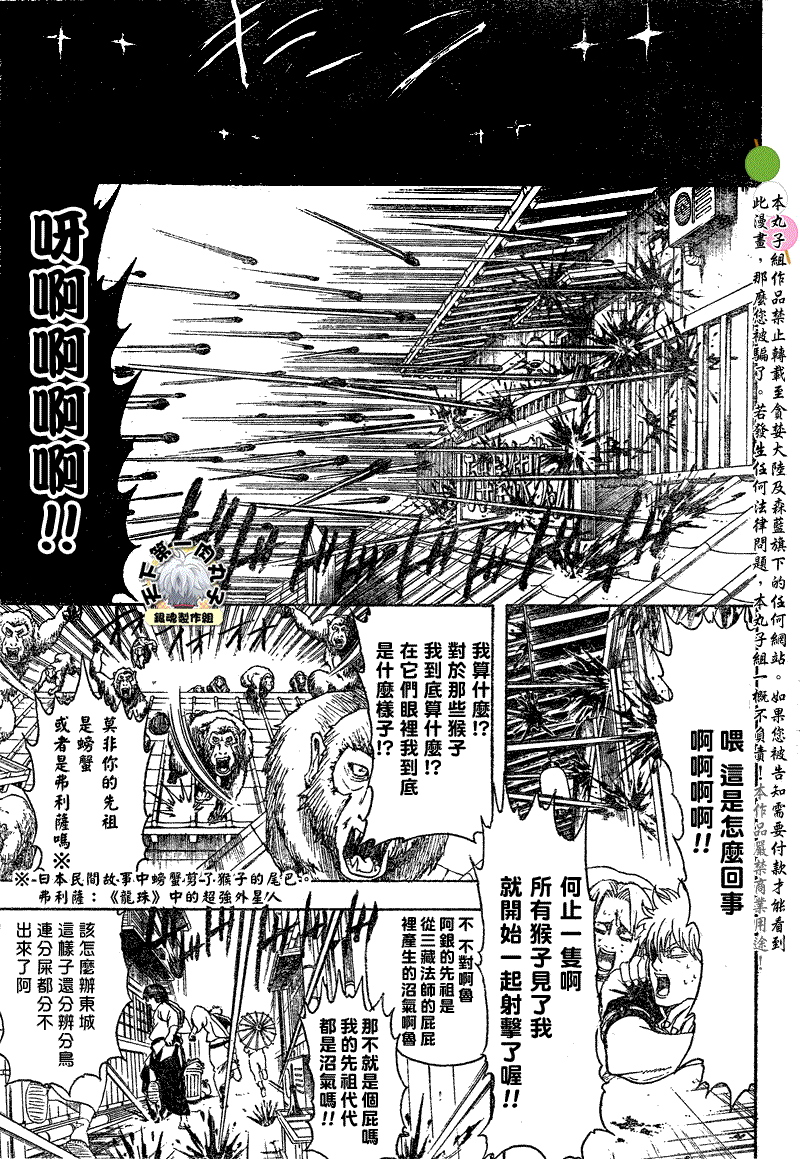 呀啊啊啊啊啊!!
本丸子組作品禁止轉載至貪婪大陸及森藍旗下的任何網站。如果您被告知需要付款才能看到
此漫畫，那麼您被騙了。若發生任何法律問題，本丸子組一概不負責！本作品嚴禁商業用途！
天下第一白丸子
銀魂製作組
喂 這是怎麼回事
啊啊啊啊!!
何止一隻啊
所有猴子見了我
就開始一起射擊了喔!!
我算什麼!?
對於那些猴子
我到底算什麼!?
在它們眼裡我到底
是什麼樣子!?
莫非你的先祖
是螃蟹
或者是弗利薩嗎※
※ 日本民間故事中螃蟹剪了猴子的尾巴。
弗利薩：《龍珠》中的超強外星人
不 不對啊魯
阿銀的先祖是
從三藏法師的屁屁
裡產生的沼氣啊魯
那不就是個屁嗎
我的先祖代代
都是沼氣嗎!!
該怎麼辦東城
這樣子還分辨分鳥
連分屎都分不
出來了阿